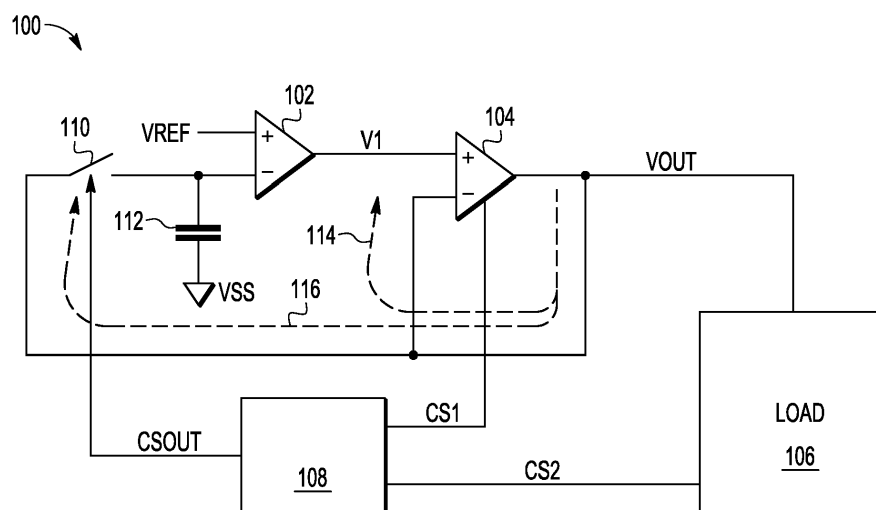 100
110
VREF
+
−
102
V1
+
−
104
VOUT
112
114
VSS
116
CS1
CSOUT
108
CS2
LOAD
106